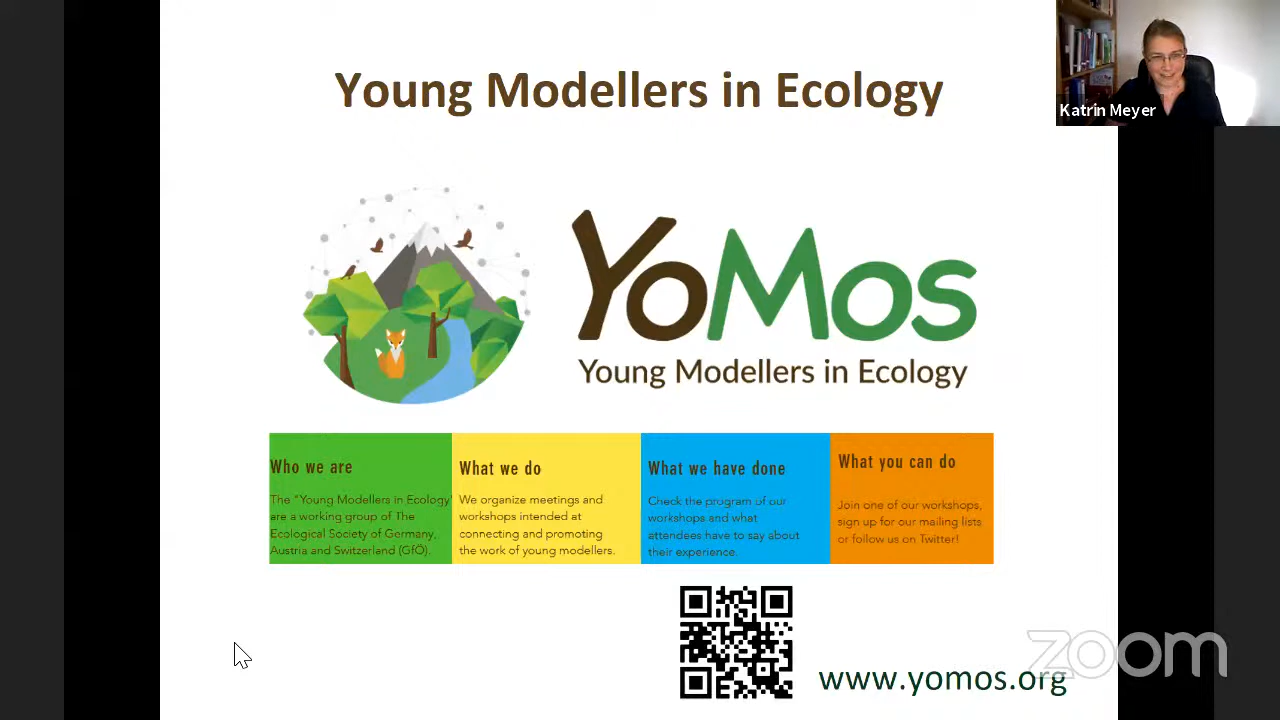 Young Modellers in Ecology
Katrin Meyer
YoMos
Young Modellers in Ecology
Who we are
The "Young Modellers in Ecology"
are a working group of The
Ecological Society of Germany,
Austria and Switzerland (GfÖ).
What we do
We organize meetings and
workshops intended at
connecting and promoting
the work of young modellers.
What we have done
Check the program of our
workshops and what
attendees have to say about
their experience.
What you can do
Join one of our workshops,
sign up for our mailing lists
or follow us on Twitter!
www.yomos.org
zoom